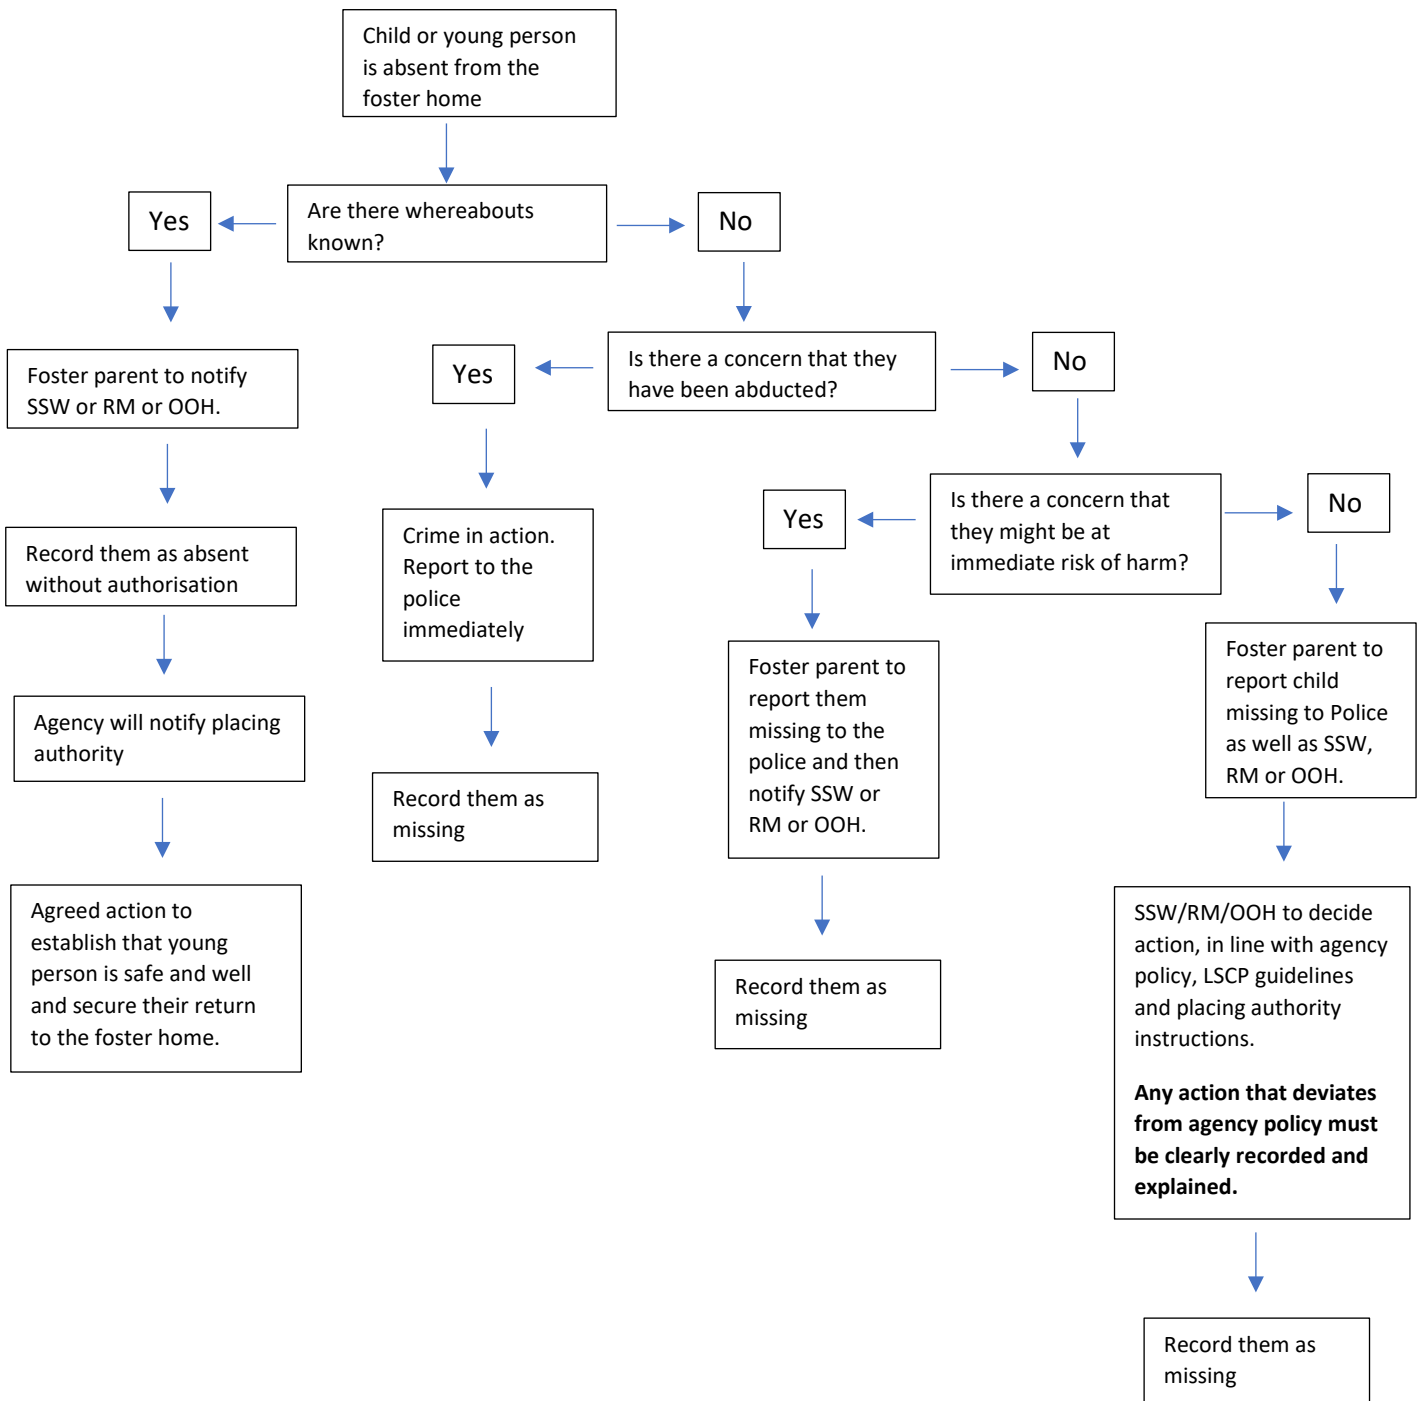 Child or young person
is absent from the
foster home
Are there whereabouts
known?
Yes
No
Foster parent to notify
SSW or RM or OOH.
Record them as absent
without authorisation
Agency will notify placing
authority
Agreed action to
establish that young
person is safe and well
and secure their return
to the foster home.
Is there a concern that they
have been abducted?
Yes
No
Crime in action.
Report to the
police
immediately
Record them as
missing
Is there a concern that
they might be at
immediate risk of harm?
Yes
No
Foster parent to
report them
missing to the
police and then
notify SSW or
RM or OOH.
Record them as
missing
Foster parent to
report child
missing to Police
as well as SSW,
RM or OOH.
SSW/RM/OOH to decide
action, in line with agency
policy, LSCP guidelines
and placing authority
instructions.
Any action that deviates
from agency policy must
be clearly recorded and
explained.
Record them as
missing